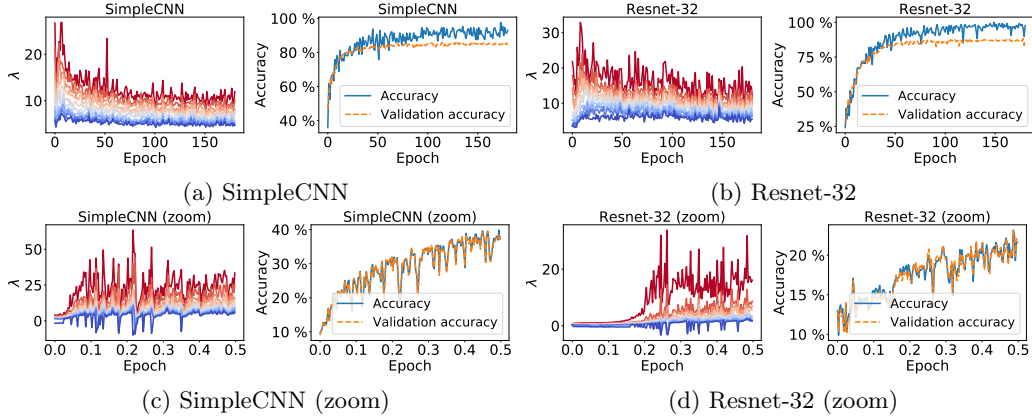 SimpleCNN
λ
20
10
0 50 100 150
Epoch
SimpleCNN
Accuracy
100 %
80 %
60 %
40 %
Accuracy
Validation accuracy
0 50 100 150
Epoch
Resnet-32
λ
30
20
10
0 50 100 150
Epoch
Resnet-32
Accuracy
100 %
75 %
50 %
25 %
Accuracy
Validation accuracy
0 50 100 150
Epoch
(a) SimpleCNN
(b) Resnet-32
SimpleCNN (zoom)
λ
50
25
0
0.0 0.1 0.2 0.3 0.4 0.5
Epoch
SimpleCNN (zoom)
Accuracy
40 %
30 %
20 %
10 %
Accuracy
Validation accuracy
0.0 0.1 0.2 0.3 0.4 0.5
Epoch
Resnet-32 (zoom)
λ
20
0
0.0 0.1 0.2 0.3 0.4 0.5
Epoch
Resnet-32 (zoom)
Accuracy
20 %
15 %
10 %
Accuracy
Validation accuracy
0.0 0.1 0.2 0.3 0.4 0.5
Epoch
(c) SimpleCNN (zoom)
(d) Resnet-32 (zoom)